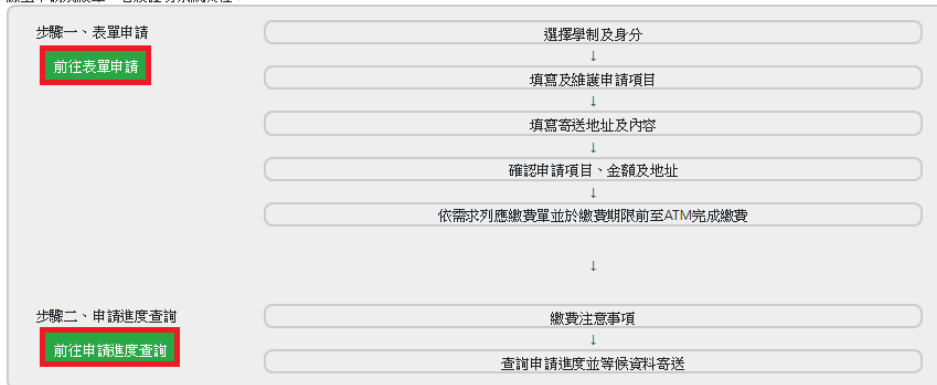 步驟一、表單申請
前往表單申請
選擇學制及身分
↓
填寫及維護申請項目
↓
填寫寄送地址及內容
↓
確認申請項目、金額及地址
↓
依需求列應繳費單並於繳費期限前至ATM完成繳費
↓
步驟二、申請進度查詢
前往申請進度查詢
繳費注意事項
↓
查詢申請進度並等候資料寄送